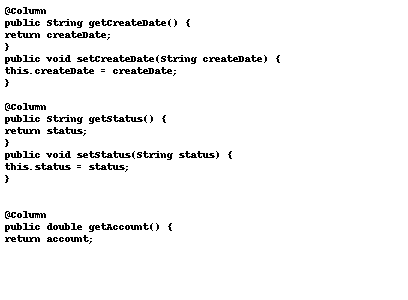 @Column
public String getCreateDate() {
return createDate;
}
public void setCreateDate(String createDate) {
this.createDate = createDate;
}

@Column
public String getStatus() {
return status;
}
public void setStatus(String status) {
this.status = status;
}


@Column
public double getAccount() {
return account;